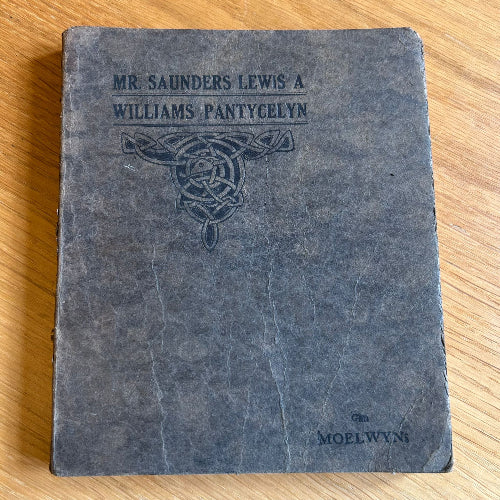 MR. SAUNDERS LEWIS A
WILLIAMS PANTYCELYN
Gan
MOELWYN